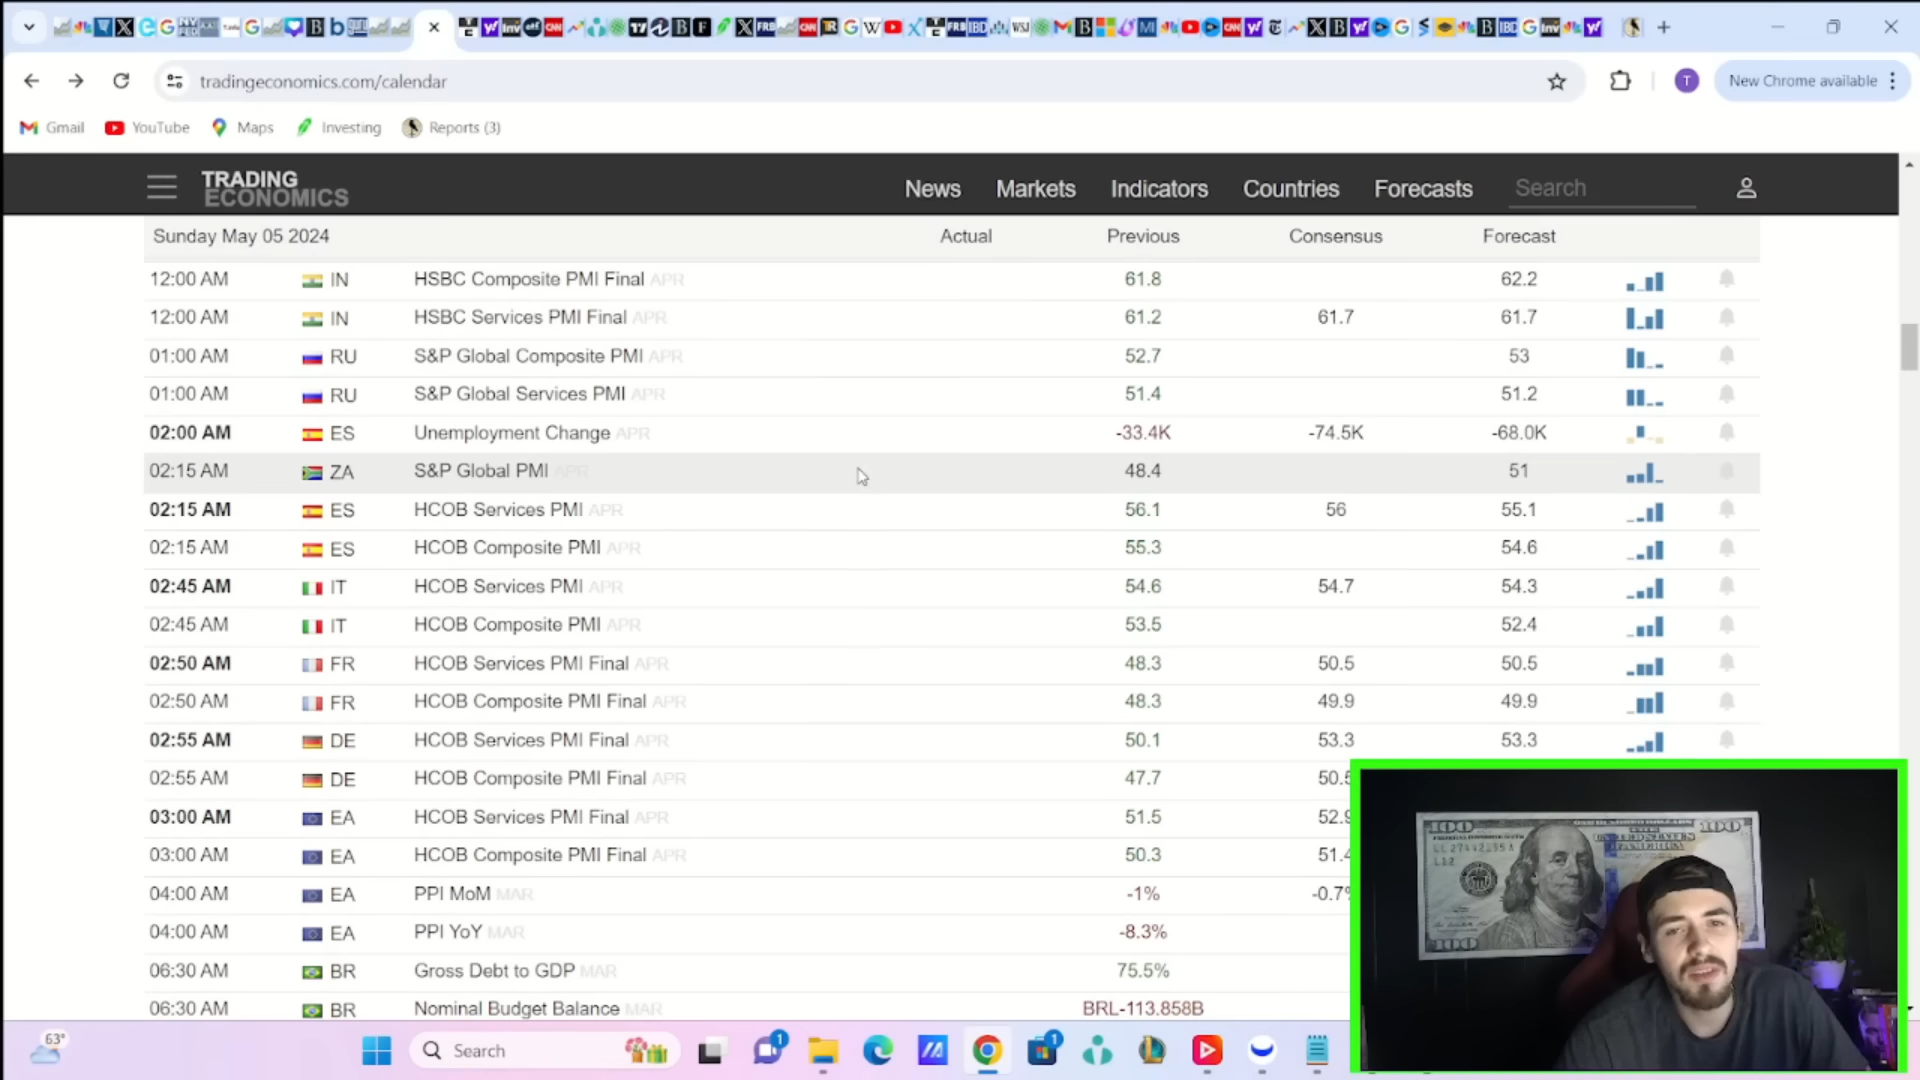 tradingeconomics.com/calendar
New Chrome available
Gmail YouTube Maps Investing Reports (3)
TRADING
ECONOMICS
News Markets Indicators Countries Forecasts Search
Sunday May 05 2024 Actual Previous Consensus Forecast
12:00 AM IN HSBC Composite PMI Final APR 61.8 62.2
12:00 AM IN HSBC Services PMI Final APR 61.2 61.7 61.7
01:00 AM RU S&P Global Composite PMI APR 52.7 53
01:00 AM RU S&P Global Services PMI APR 51.4 51.2
02:00 AM ES Unemployment Change APR -33.4K -74.5K -68.0K
02:15 AM ZA S&P Global PMI APR 48.4 51
02:15 AM ES HCOB Services PMI APR 56.1 56 55.1
02:15 AM ES HCOB Composite PMI APR 55.3 54.6
02:45 AM IT HCOB Services PMI APR 54.6 54.7 54.3
02:45 AM IT HCOB Composite PMI APR 53.5 52.4
02:50 AM FR HCOB Services PMI Final APR 48.3 50.5 50.5
02:50 AM FR HCOB Composite PMI Final APR 48.3 49.9 49.9
02:55 AM DE HCOB Services PMI Final APR 50.1 53.3 53.3
02:55 AM DE HCOB Composite PMI Final APR 47.7 50.5
03:00 AM EA HCOB Services PMI Final APR 51.5 52.9
03:00 AM EA HCOB Composite PMI Final APR 50.3 51.4
04:00 AM EA PPI MoM MAR -1% -0.7%
04:00 AM EA PPI YoY MAR -8.3%
06:30 AM BR Gross Debt to GDP MAR 75.5%
06:30 AM BR Nominal Budget Balance MAR BRL-113.858B
63°
Search
100 100
100